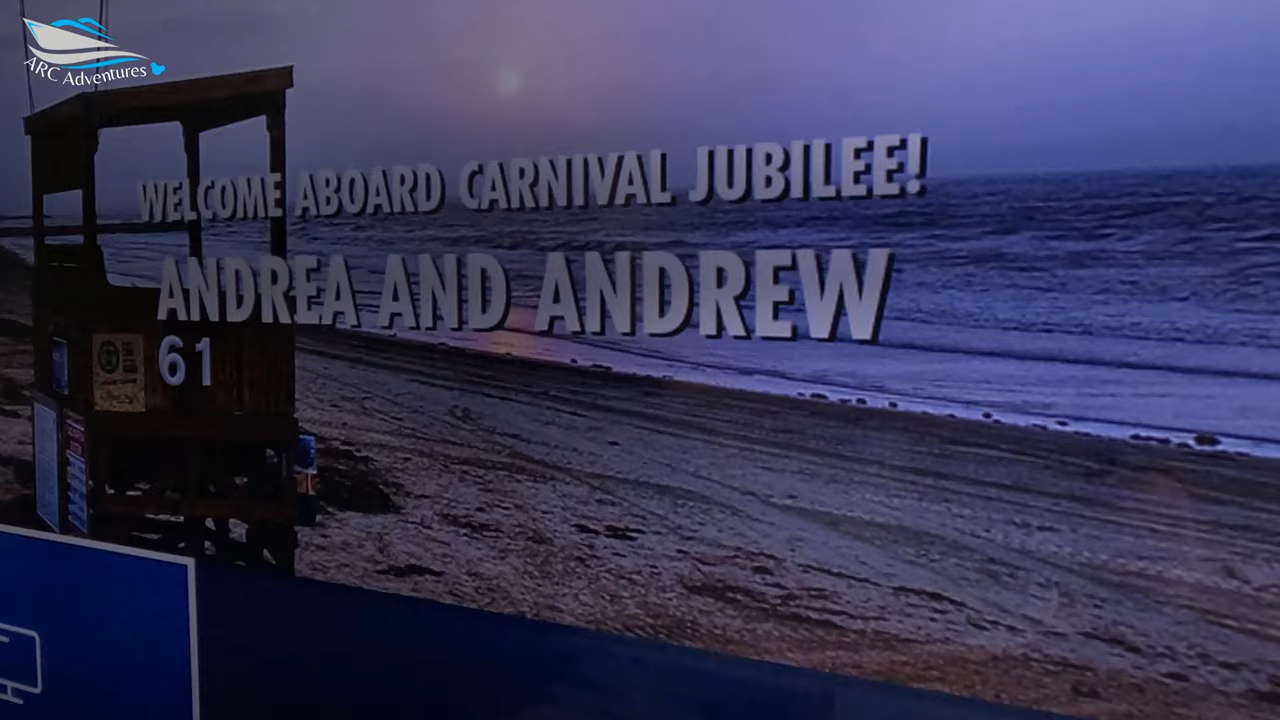 ARC Adventures
WELCOME ABOARD CARNIVAL JUBILEE!
ANDREA AND ANDREW
61